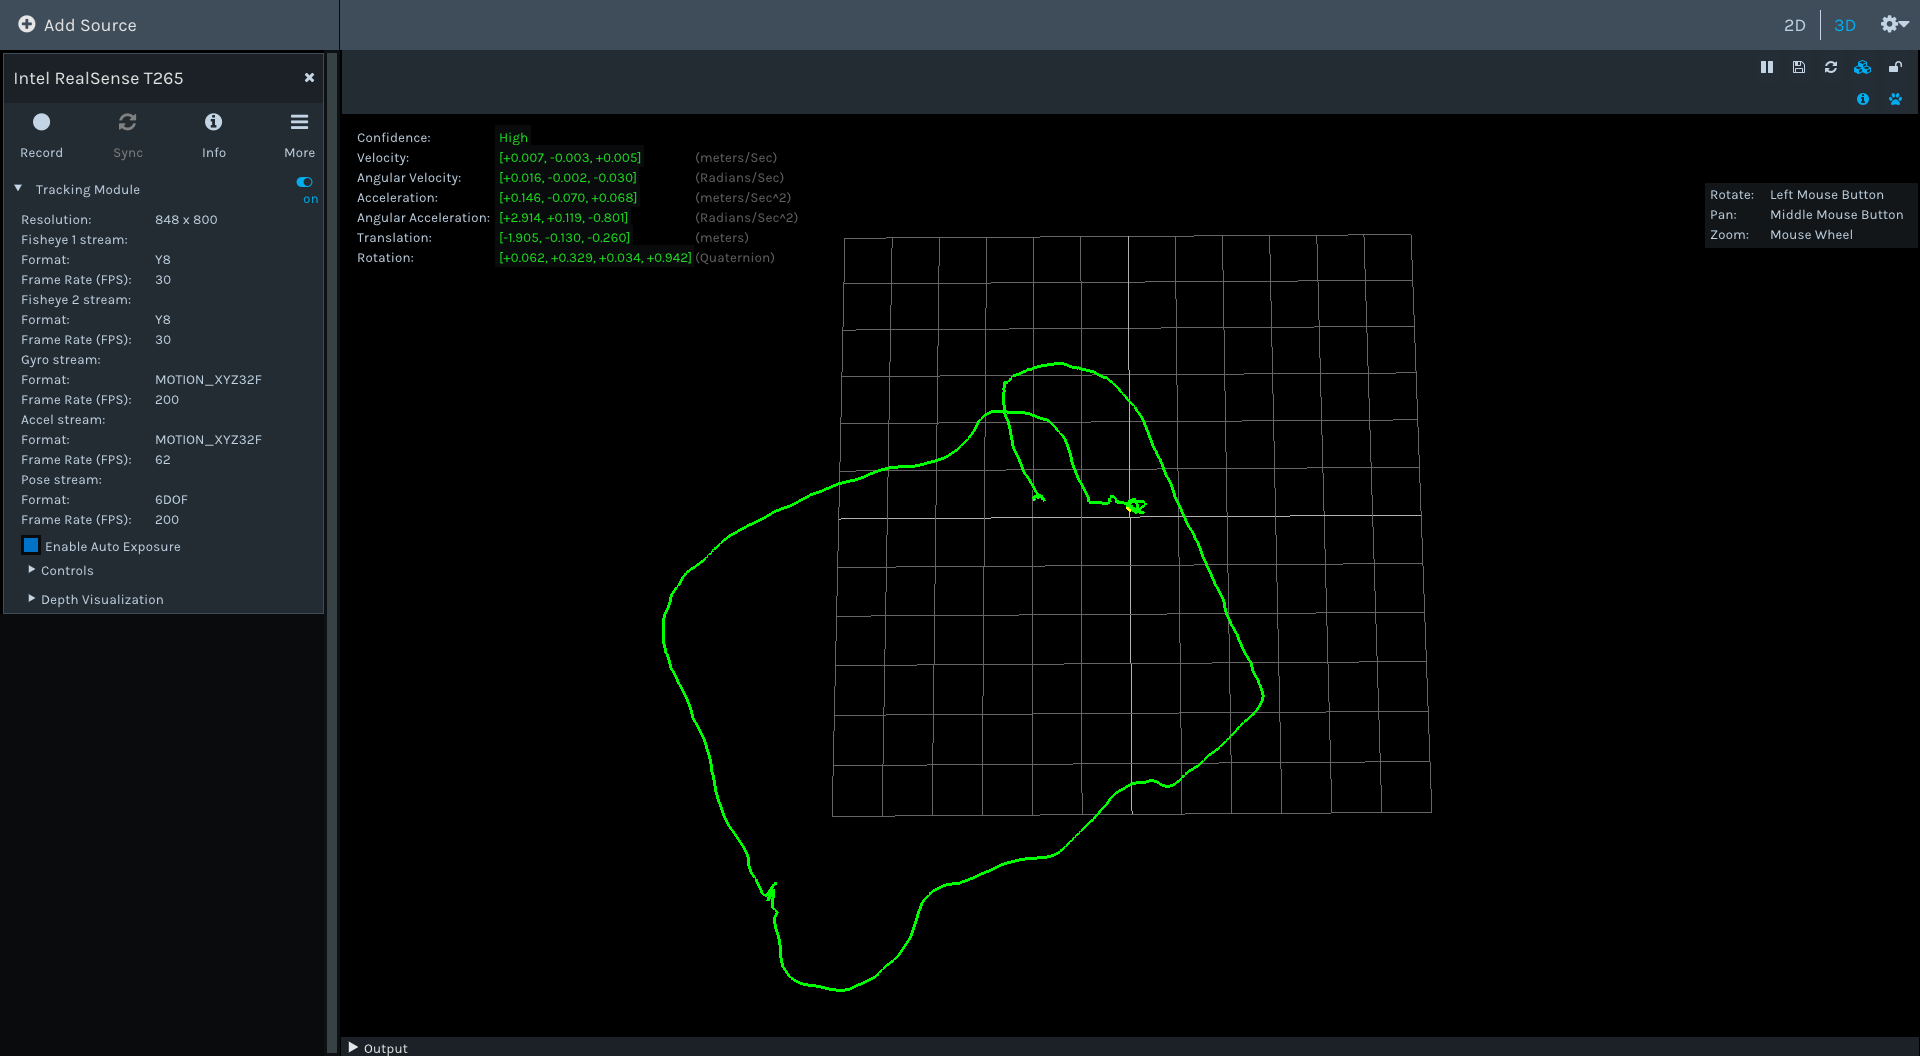 Add Source
2D 3D
Intel RealSense T265
Record Sync Info More
Tracking Module
on
Resolution: 848 x 800
Fisheye 1 stream:
Format: Y8
Frame Rate (FPS): 30
Fisheye 2 stream:
Format: Y8
Frame Rate (FPS): 30
Gyro stream:
Format: MOTION_XYZ32F
Frame Rate (FPS): 200
Accel stream:
Format: MOTION_XYZ32F
Frame Rate (FPS): 62
Pose stream:
Format: 6DOF
Frame Rate (FPS): 200
Enable Auto Exposure
Controls
Depth Visualization
Confidence: High
Velocity: [+0.007, -0.003, +0.005] (meters/Sec)
Angular Velocity: [+0.016, -0.002, -0.030] (Radians/Sec)
Acceleration: [+0.146, -0.070, +0.068] (meters/Sec^2)
Angular Acceleration: [+2.914, +0.119, -0.801] (Radians/Sec^2)
Translation: [-1.905, -0.130, -0.260] (meters)
Rotation: [+0.062, +0.329, +0.034, +0.942] (Quaternion)
Rotate: Left Mouse Button
Pan: Middle Mouse Button
Zoom: Mouse Wheel
Output